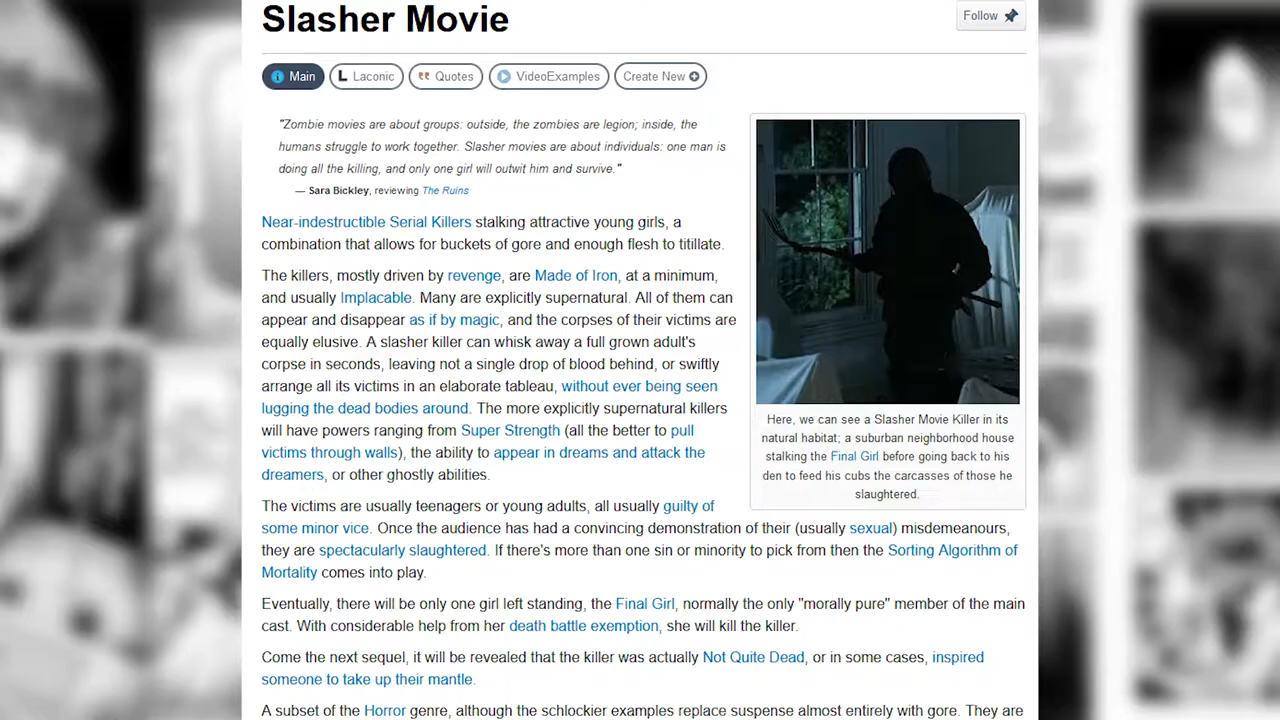 Slasher Movie
Follow
Main
Laconic
Quotes
VideoExamples
Create New
"Zombie movies are about groups: outside, the zombies are legion; inside, the
humans struggle to work together. Slasher movies are about individuals: one man is
doing all the killing, and only one girl will outwit him and survive."
— Sara Bickley, reviewing The Ruins
Near-indestructible Serial Killers stalking attractive young girls, a
combination that allows for buckets of gore and enough flesh to titillate.
The killers, mostly driven by revenge, are Made of Iron, at a minimum,
and usually Implacable. Many are explicitly supernatural. All of them can
appear and disappear as if by magic, and the corpses of their victims are
equally elusive. A slasher killer can whisk away a full grown adult's
corpse in seconds, leaving not a single drop of blood behind, or swiftly
arrange all its victims in an elaborate tableau, without ever being seen
lugging the dead bodies around. The more explicitly supernatural killers
will have powers ranging from Super Strength (all the better to pull
victims through walls), the ability to appear in dreams and attack the
dreamers, or other ghostly abilities.
Here, we can see a Slasher Movie Killer in its
natural habitat; a suburban neighborhood house
stalking the Final Girl before going back to his
den to feed his cubs the carcasses of those he
slaughtered.
The victims are usually teenagers or young adults, all usually guilty of
some minor vice. Once the audience has had a convincing demonstration of their (usually sexual) misdemeanours,
they are spectacularly slaughtered. If there's more than one sin or minority to pick from then the Sorting Algorithm of
Mortality comes into play.
Eventually, there will be only one girl left standing, the Final Girl, normally the only "morally pure" member of the main
cast. With considerable help from her death battle exemption, she will kill the killer.
Come the next sequel, it will be revealed that the killer was actually Not Quite Dead, or in some cases, inspired
someone to take up their mantle.
A subset of the Horror genre, although the schlockier examples replace suspense almost entirely with gore. They are